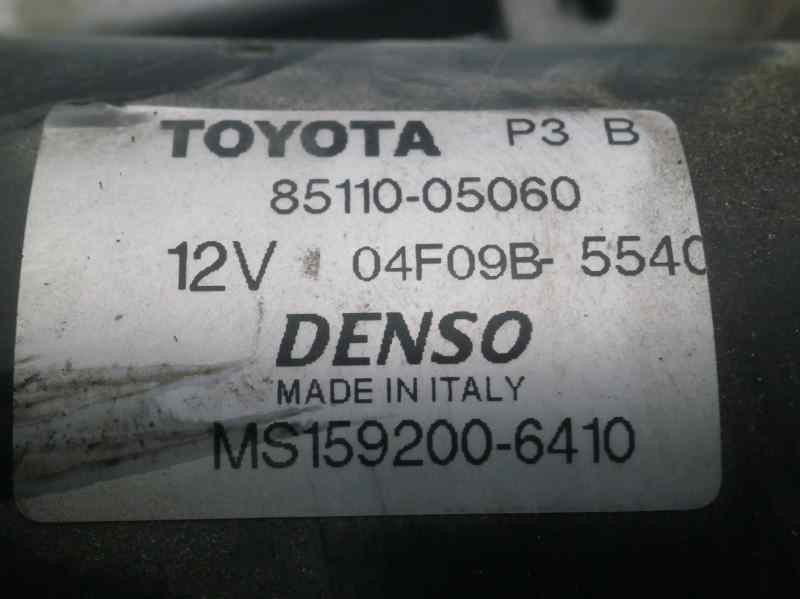 TOYOTA P3 B
85110-05060
12V 04F09B- 5540
DENSO
MADE IN ITALY
MS159200-6410